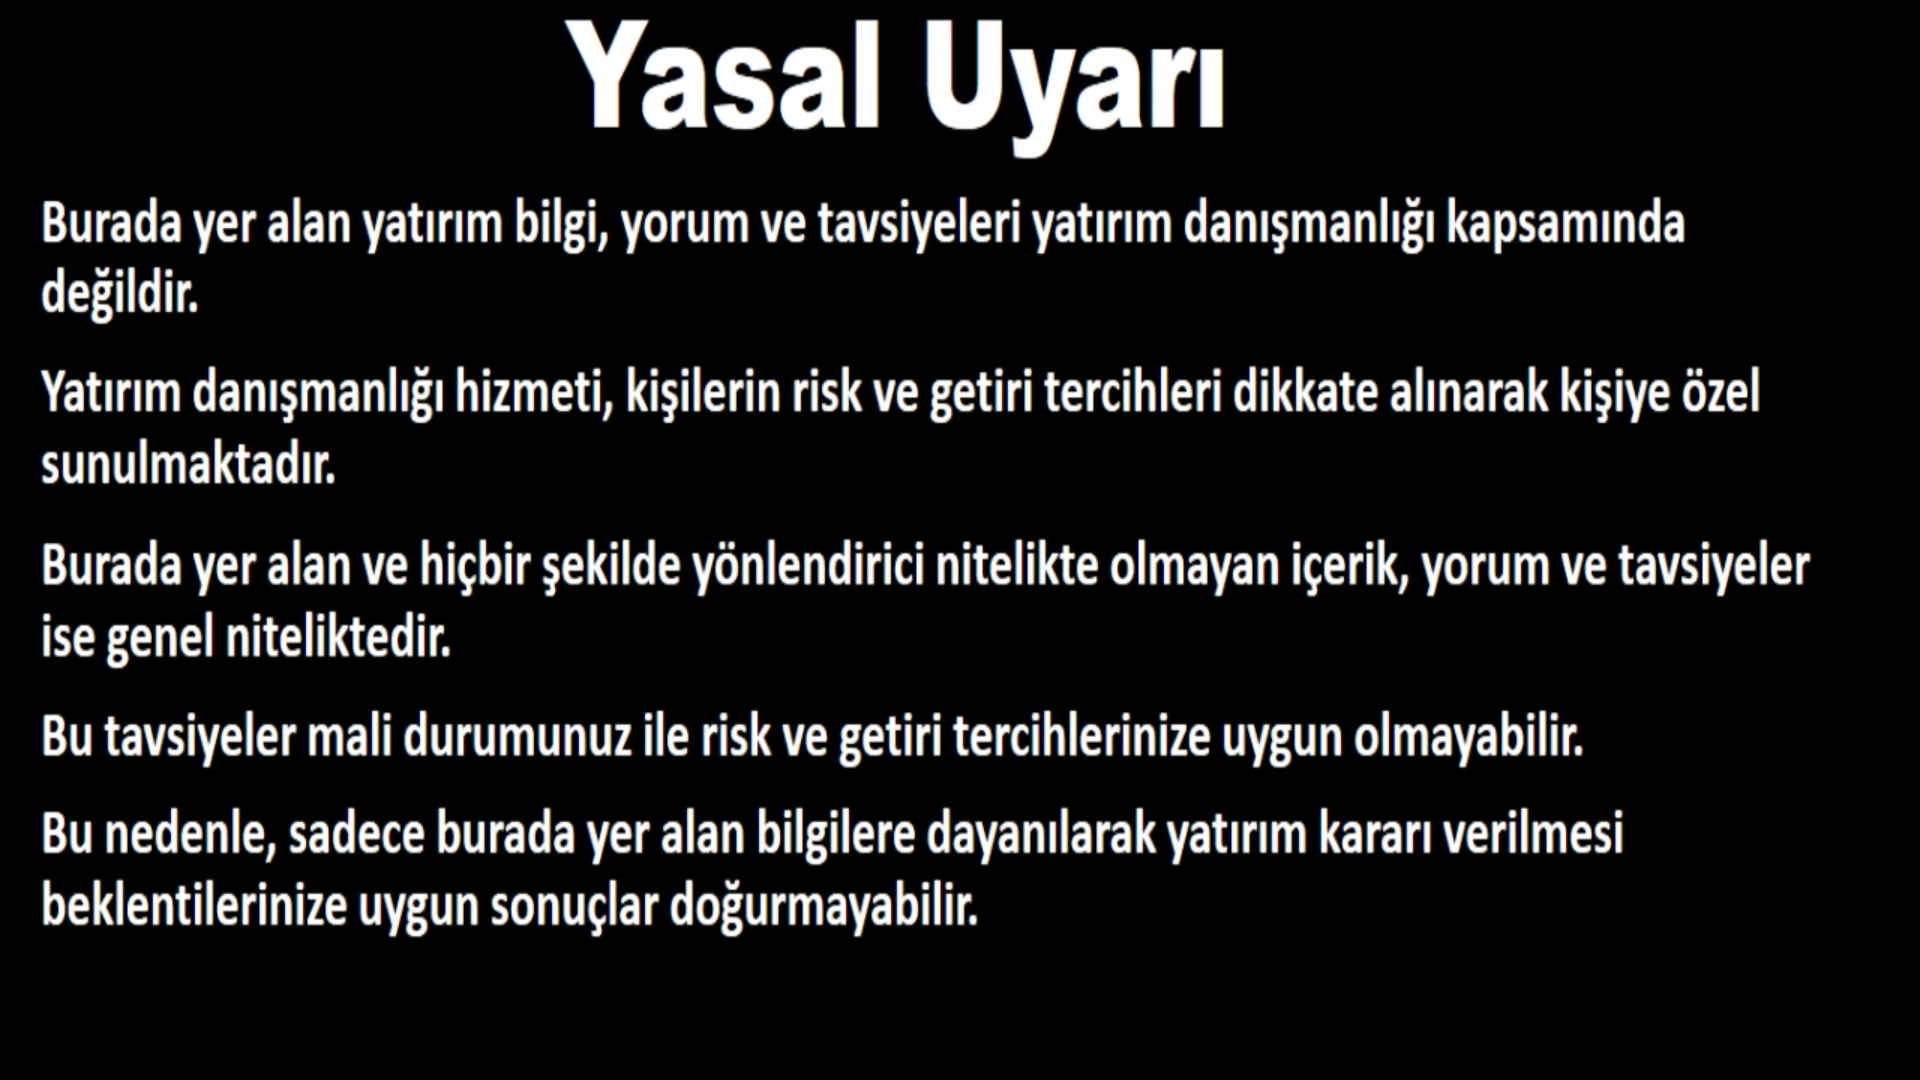 Yasal Uyarı
Burada yer alan yatırım bilgi, yorum ve tavsiyeleri yatırım danışmanlığı kapsamında
değildir.
Yatırım danışmanlığı hizmeti, kişilerin risk ve getiri tercihleri dikkate alınarak kişiye özel
sunulmaktadır.
Burada yer alan ve hiçbir şekilde yönlendirici nitelikte olmayan içerik, yorum ve tavsiyeler
ise genel niteliktedir.
Bu tavsiyeler mali durumunuz ile risk ve getiri tercihlerinize uygun olmayabilir.
Bu nedenle, sadece burada yer alan bilgilere dayanılarak yatırım kararı verilmesi
beklentilerinize uygun sonuçlar doğurmayabilir.